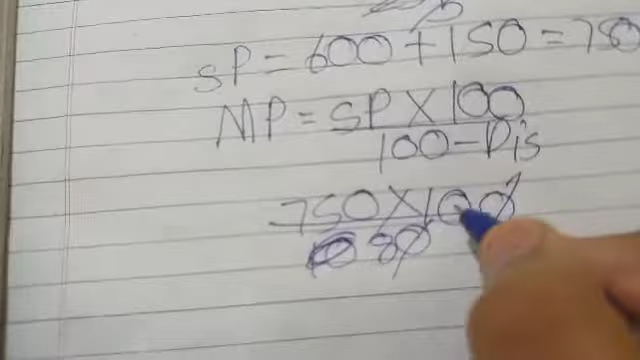 SP = 600 + 150 = 750
MP = SP X 100
100 - Dis
750 X 100
80